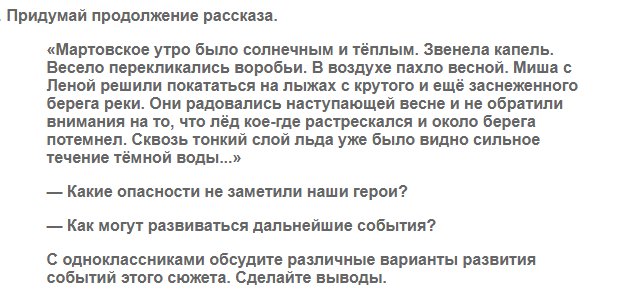 . Придумай продолжение рассказа.
«Мартовское утро было солнечным и тёплым. Звенела капель.
Весело перекликались воробьи. В воздухе пахло весной. Миша с
Леной решили покататься на лыжах с крутого и ещё заснеженного
берега реки. Они радовались наступающей весне и не обратили
внимания на то, что лёд кое-где растрескался и около берега
потемнел. Сквозь тонкий слой льда уже было видно сильное
течение тёмной воды...»
— Какие опасности не заметили наши герои?
— Как могут развиваться дальнейшие события?
С одноклассниками обсудите различные варианты развития
событий этого сюжета. Сделайте выводы.